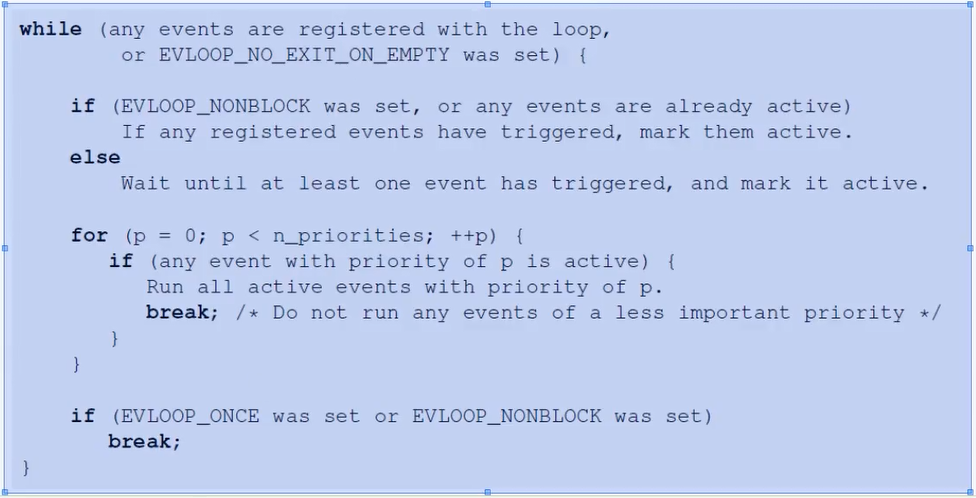 while (any events are registered with the loop,
        or EVLOOP_NO_EXIT_ON_EMPTY was set) {

    if (EVLOOP_NONBLOCK was set, or any events are already active)
        If any registered events have triggered, mark them active.
    else
        Wait until at least one event has triggered, and mark it active.

    for (p = 0; p < n_priorities; ++p) {
       if (any event with priority of p is active) {
          Run all active events with priority of p.
          break; /* Do not run any events of a less important priority */
       }
    }

    if (EVLOOP_ONCE was set or EVLOOP_NONBLOCK was set)
       break;
}